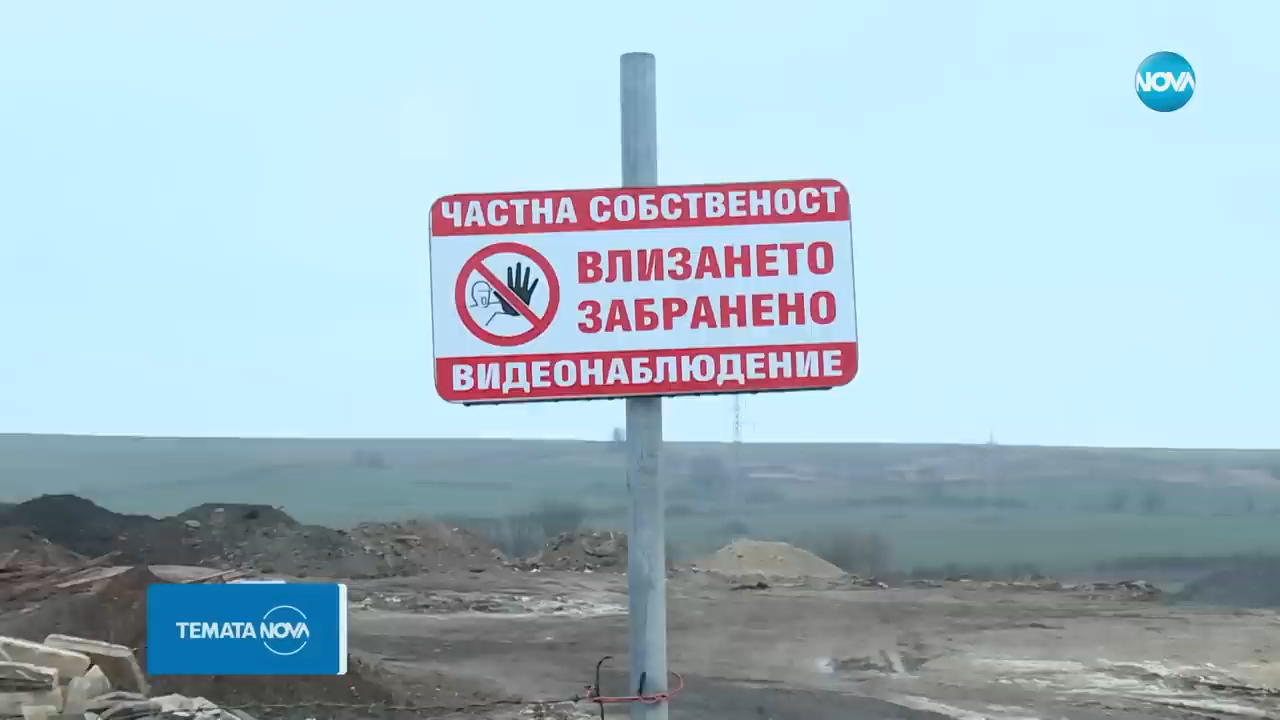 NOVA
ЧАСТНА СОБСТВЕНОСТ
ВЛИЗАНЕТО
ЗАБРАНЕНО
ВИДЕОНАБЛЮДЕНИЕ
ТЕМАТА NOVA